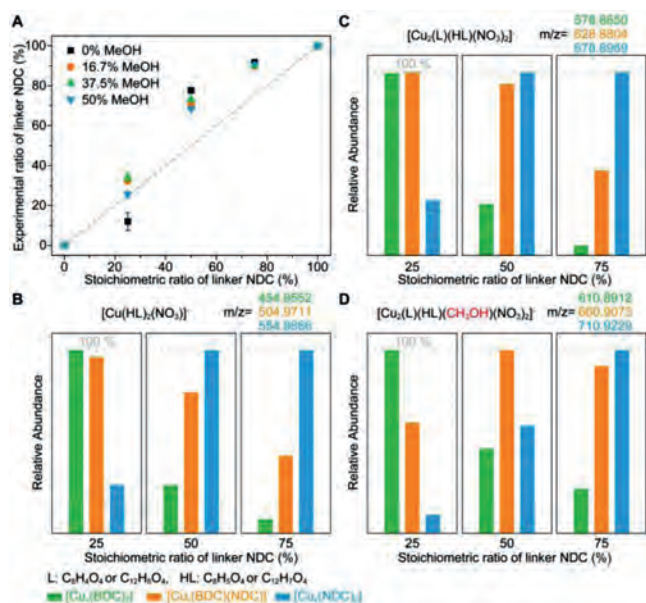 A
Experimental ratio of linker NDC (%)
100
80
60
40
20
0
0% MeOH
16.7% MeOH
37.5% MeOH
50% MeOH
0 20 40 60 80 100
Stoichiometric ratio of linker NDC (%)
B
[Cu(HL)₂(NO₃)]⁻
m/z=
454.9552
504.9711
554.9866
100 %
Relative Abundance
25 50 75
Stoichiometric ratio of linker NDC (%)
C
[Cu₂(L)(HL)(NO₃)₂]⁻
m/z=
578.8650
628.8804
678.8969
100 %
Relative Abundance
25 50 75
Stoichiometric ratio of linker NDC (%)
D
[Cu₂(L)(HL)(CH₃OH)(NO₃)₂]⁻
m/z=
610.8912
660.9073
710.9229
100 %
Relative Abundance
25 50 75
Stoichiometric ratio of linker NDC (%)
L: C₈H₄O₄ or C₁₂H₆O₄, HL: C₈H₅O₄ or C₁₂H₇O₄
[Cuₓ(BDC)₂] [Cuₓ(BDC)(NDC)] [Cuₓ(NDC)₂]